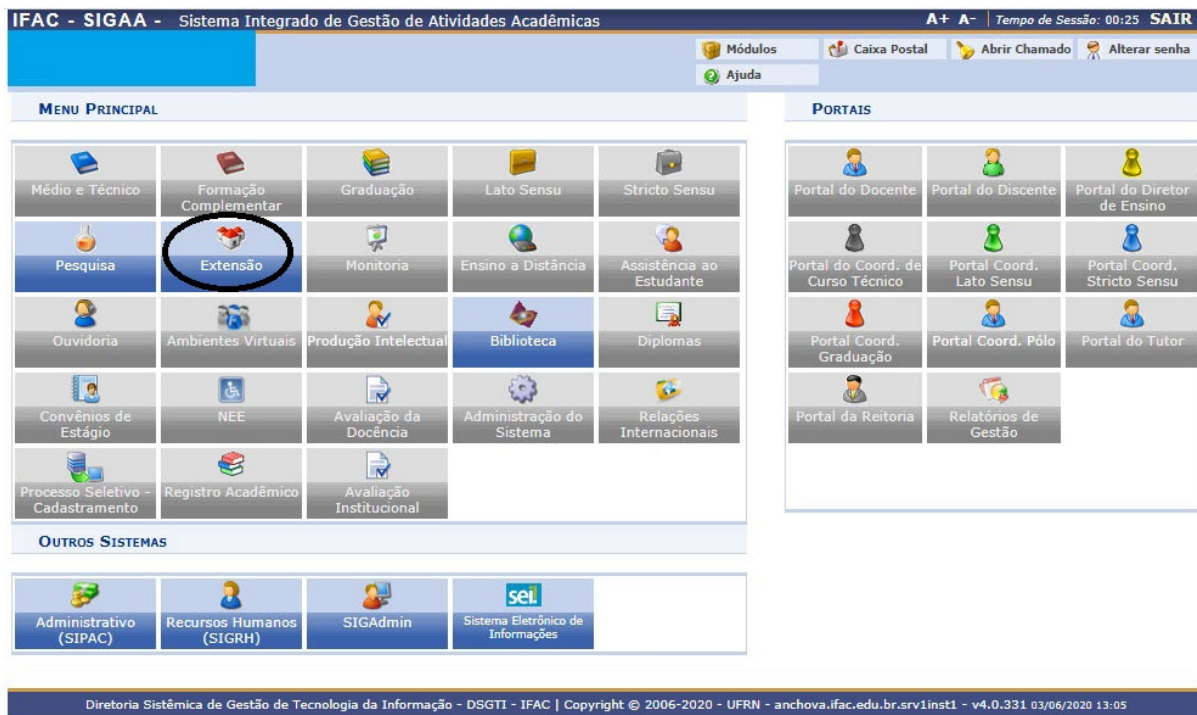 IFAC - SIGAA - Sistema Integrado de Gestão de Atividades Acadêmicas
A+ A- | Tempo de Sessão: 00:25 SAIR
Módulos
Caixa Postal
Abrir Chamado
Alterar senha
Ajuda
MENU PRINCIPAL
Médio e Técnico
Formação
Complementar
Graduação
Lato Sensu
Stricto Sensu
Pesquisa
Extensão
Monitoria
Ensino a Distância
Assistência ao
Estudante
Ouvidoria
Ambientes Virtuais
Produção Intelectual
Biblioteca
Diplomas
Convênios de
Estágio
NEE
Avaliação da
Docência
Administração do
Sistema
Relações
Internacionais
Processo Seletivo -
Cadastramento
Registro Acadêmico
Avaliação
Institucional
PORTAIS
Portal do Docente
Portal do Discente
Portal do Diretor
de Ensino
Portal do Coord. de
Curso Técnico
Portal Coord.
Lato Sensu
Portal Coord.
Stricto Sensu
Portal Coord.
Graduação
Portal Coord. Pólo
Portal do Tutor
Portal da Reitoria
Relatórios de
Gestão
OUTROS SISTEMAS
Administrativo
(SIPAC)
Recursos Humanos
(SIGRH)
SIGAdmin
sei!
Sistema Eletrônico de
Informações
Diretoria Sistêmica de Gestão de Tecnologia da Informação - DSGTI - IFAC | Copyright © 2006-2020 - UFRN - anchova.ifac.edu.br.srv1inst1 - v4.0.331 03/06/2020 13:05